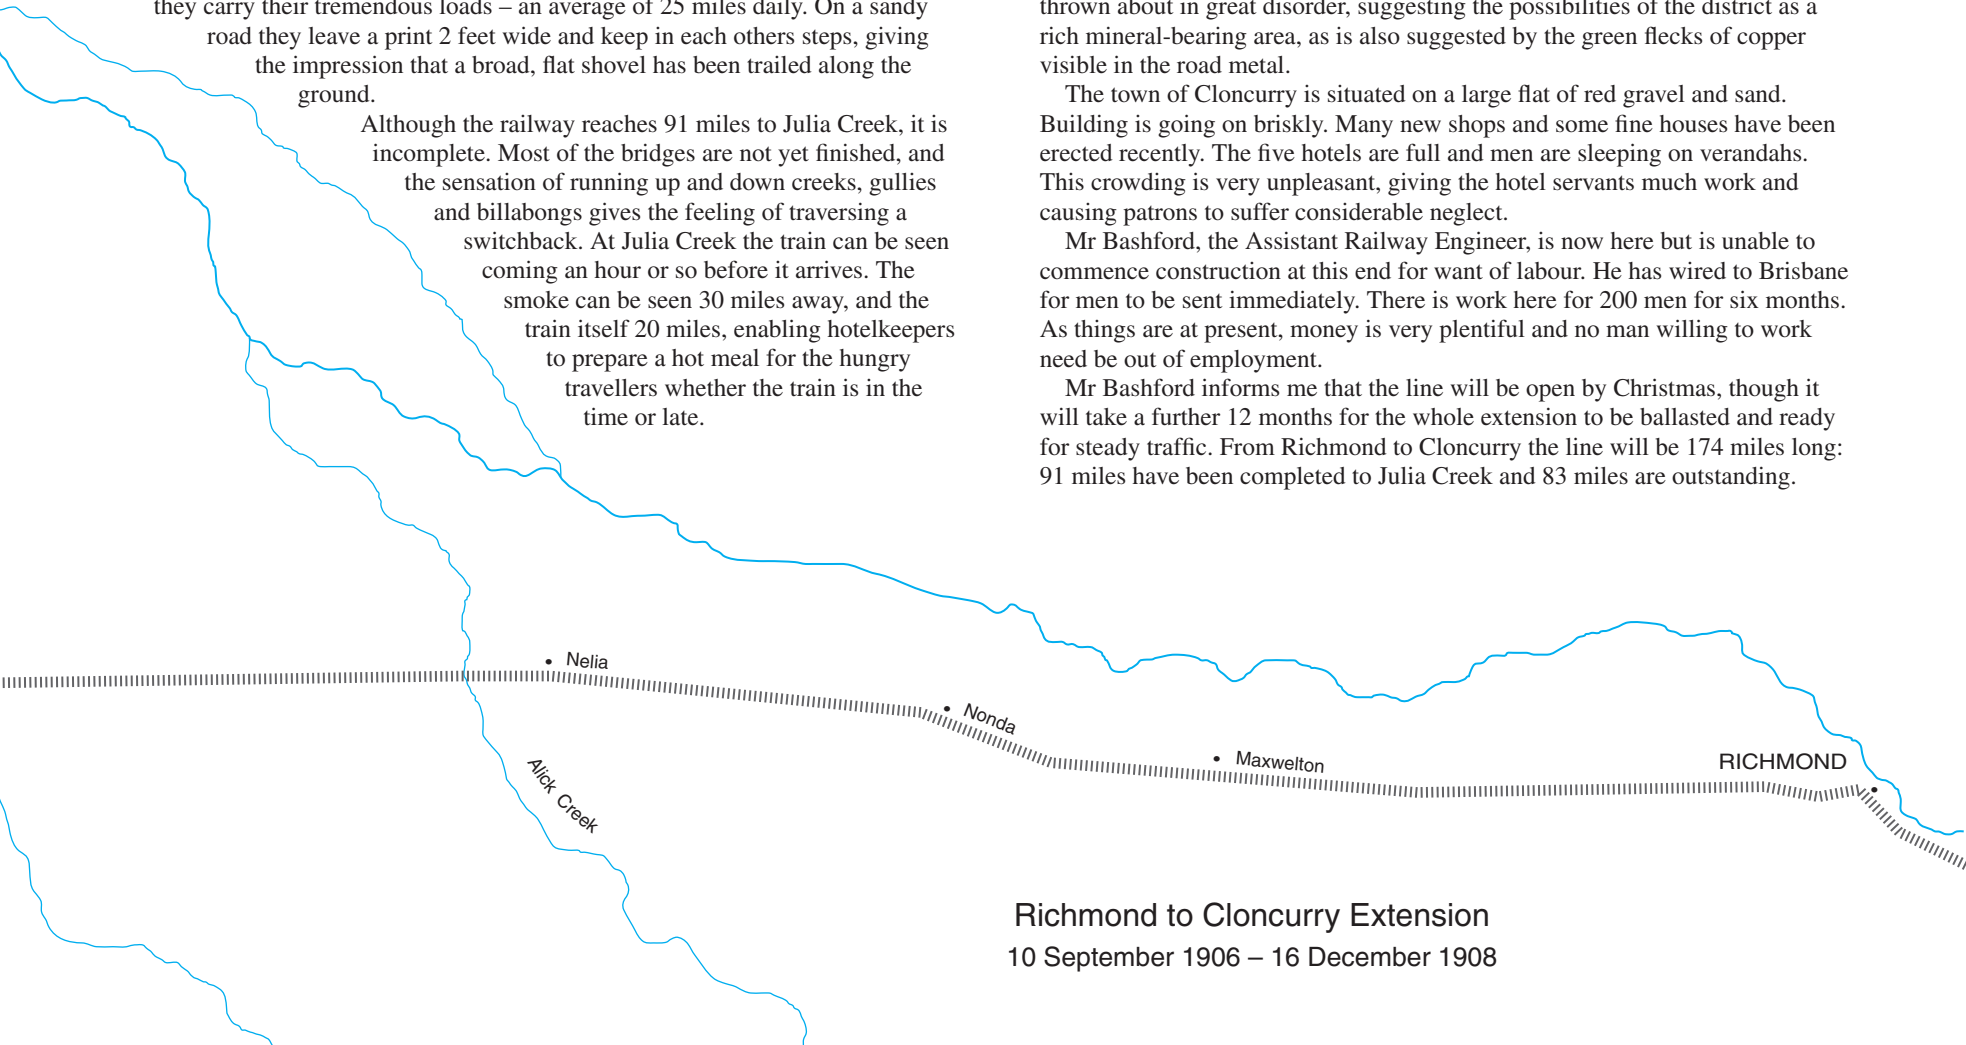 they carry their tremendous loads – an average of 25 miles daily. On a sandy
road they leave a print 2 feet wide and keep in each others steps, giving
the impression that a broad, flat shovel has been trailed along the
ground.
Although the railway reaches 91 miles to Julia Creek, it is
incomplete. Most of the bridges are not yet finished, and
the sensation of running up and down creeks, gullies
and billabongs gives the feeling of traversing a
switchback. At Julia Creek the train can be seen
coming an hour or so before it arrives. The
smoke can be seen 30 miles away, and the
train itself 20 miles, enabling hotelkeepers
to prepare a hot meal for the hungry
travellers whether the train is in the
time or late.
thrown about in great disorder, suggesting the possibilities of the district as a
rich mineral-bearing area, as is also suggested by the green flecks of copper
visible in the road metal.
The town of Cloncurry is situated on a large flat of red gravel and sand.
Building is going on briskly. Many new shops and some fine houses have been
erected recently. The five hotels are full and men are sleeping on verandahs.
This crowding is very unpleasant, giving the hotel servants much work and
causing patrons to suffer considerable neglect.
Mr Bashford, the Assistant Railway Engineer, is now here but is unable to
commence construction at this end for want of labour. He has wired to Brisbane
for men to be sent immediately. There is work here for 200 men for six months.
As things are at present, money is very plentiful and no man willing to work
need be out of employment.
Mr Bashford informs me that the line will be open by Christmas, though it
will take a further 12 months for the whole extension to be ballasted and ready
for steady traffic. From Richmond to Cloncurry the line will be 174 miles long:
91 miles have been completed to Julia Creek and 83 miles are outstanding.
Nelia
Nonda
Maxwelton
RICHMOND
Alick Creek
Richmond to Cloncurry Extension
10 September 1906 – 16 December 1908